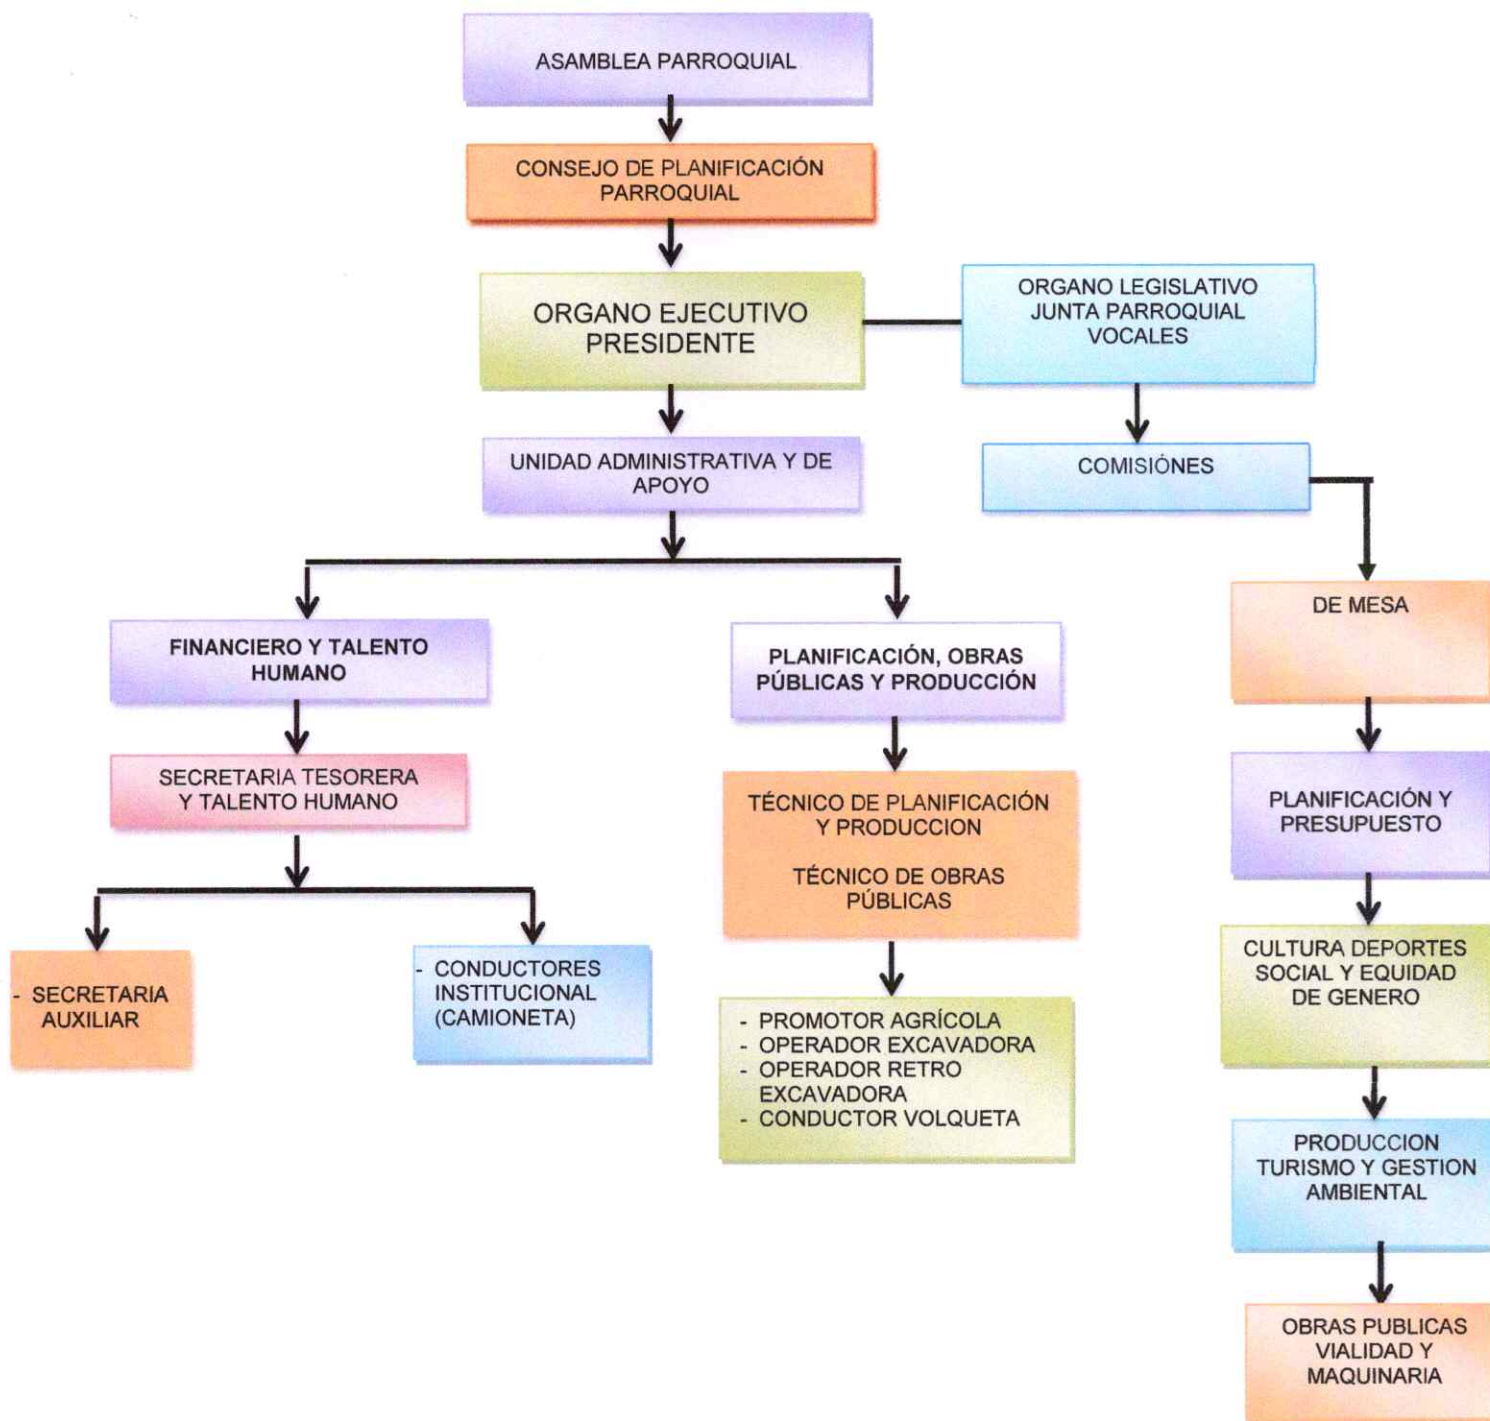 ASAMBLEA PARROQUIAL
CONSEJO DE PLANIFICACIÓN
PARROQUIAL
ORGANO EJECUTIVO
PRESIDENTE
ORGANO LEGISLATIVO
JUNTA PARROQUIAL
VOCALES
UNIDAD ADMINISTRATIVA Y DE
APOYO
COMISIÓNES
FINANCIERO Y TALENTO
HUMANO
SECRETARIA TESORERA
Y TALENTO HUMANO
- SECRETARIA
AUXILIAR
- CONDUCTORES
INSTITUCIONAL
(CAMIONETA)
PLANIFICACIÓN, OBRAS
PÚBLICAS Y PRODUCCIÓN
TÉCNICO DE PLANIFICACIÓN
Y PRODUCCION
TÉCNICO DE OBRAS
PÚBLICAS
- PROMOTOR AGRÍCOLA
- OPERADOR EXCAVADORA
- OPERADOR RETRO
EXCAVADORA
- CONDUCTOR VOLQUETA
DE MESA
PLANIFICACIÓN Y
PRESUPUESTO
CULTURA DEPORTES
SOCIAL Y EQUIDAD
DE GENERO
PRODUCCION
TURISMO Y GESTION
AMBIENTAL
OBRAS PUBLICAS
VIALIDAD Y
MAQUINARIA